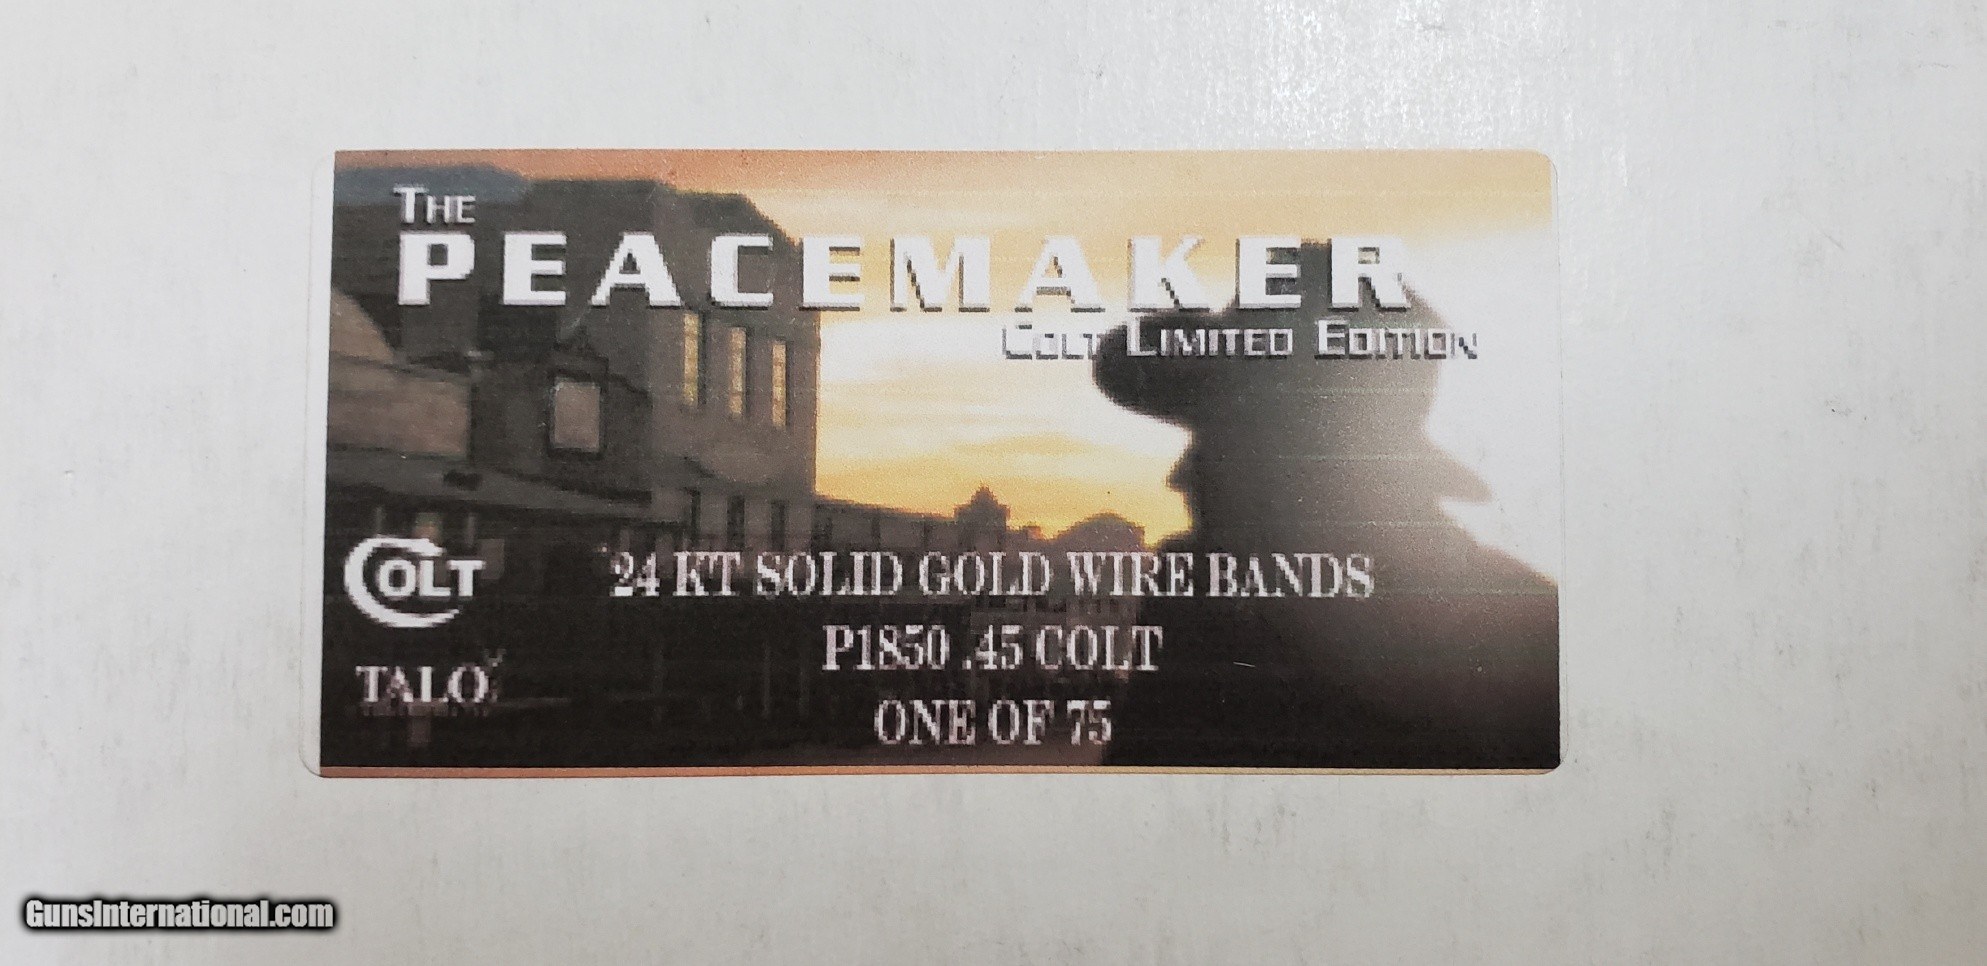 THE
PEACEMAKER
COLT LIMITED EDITION
COLT
24 KT SOLID GOLD WIRE BANDS
P1850 .45 COLT
TALO
ONE OF 75
GunsInternational.com